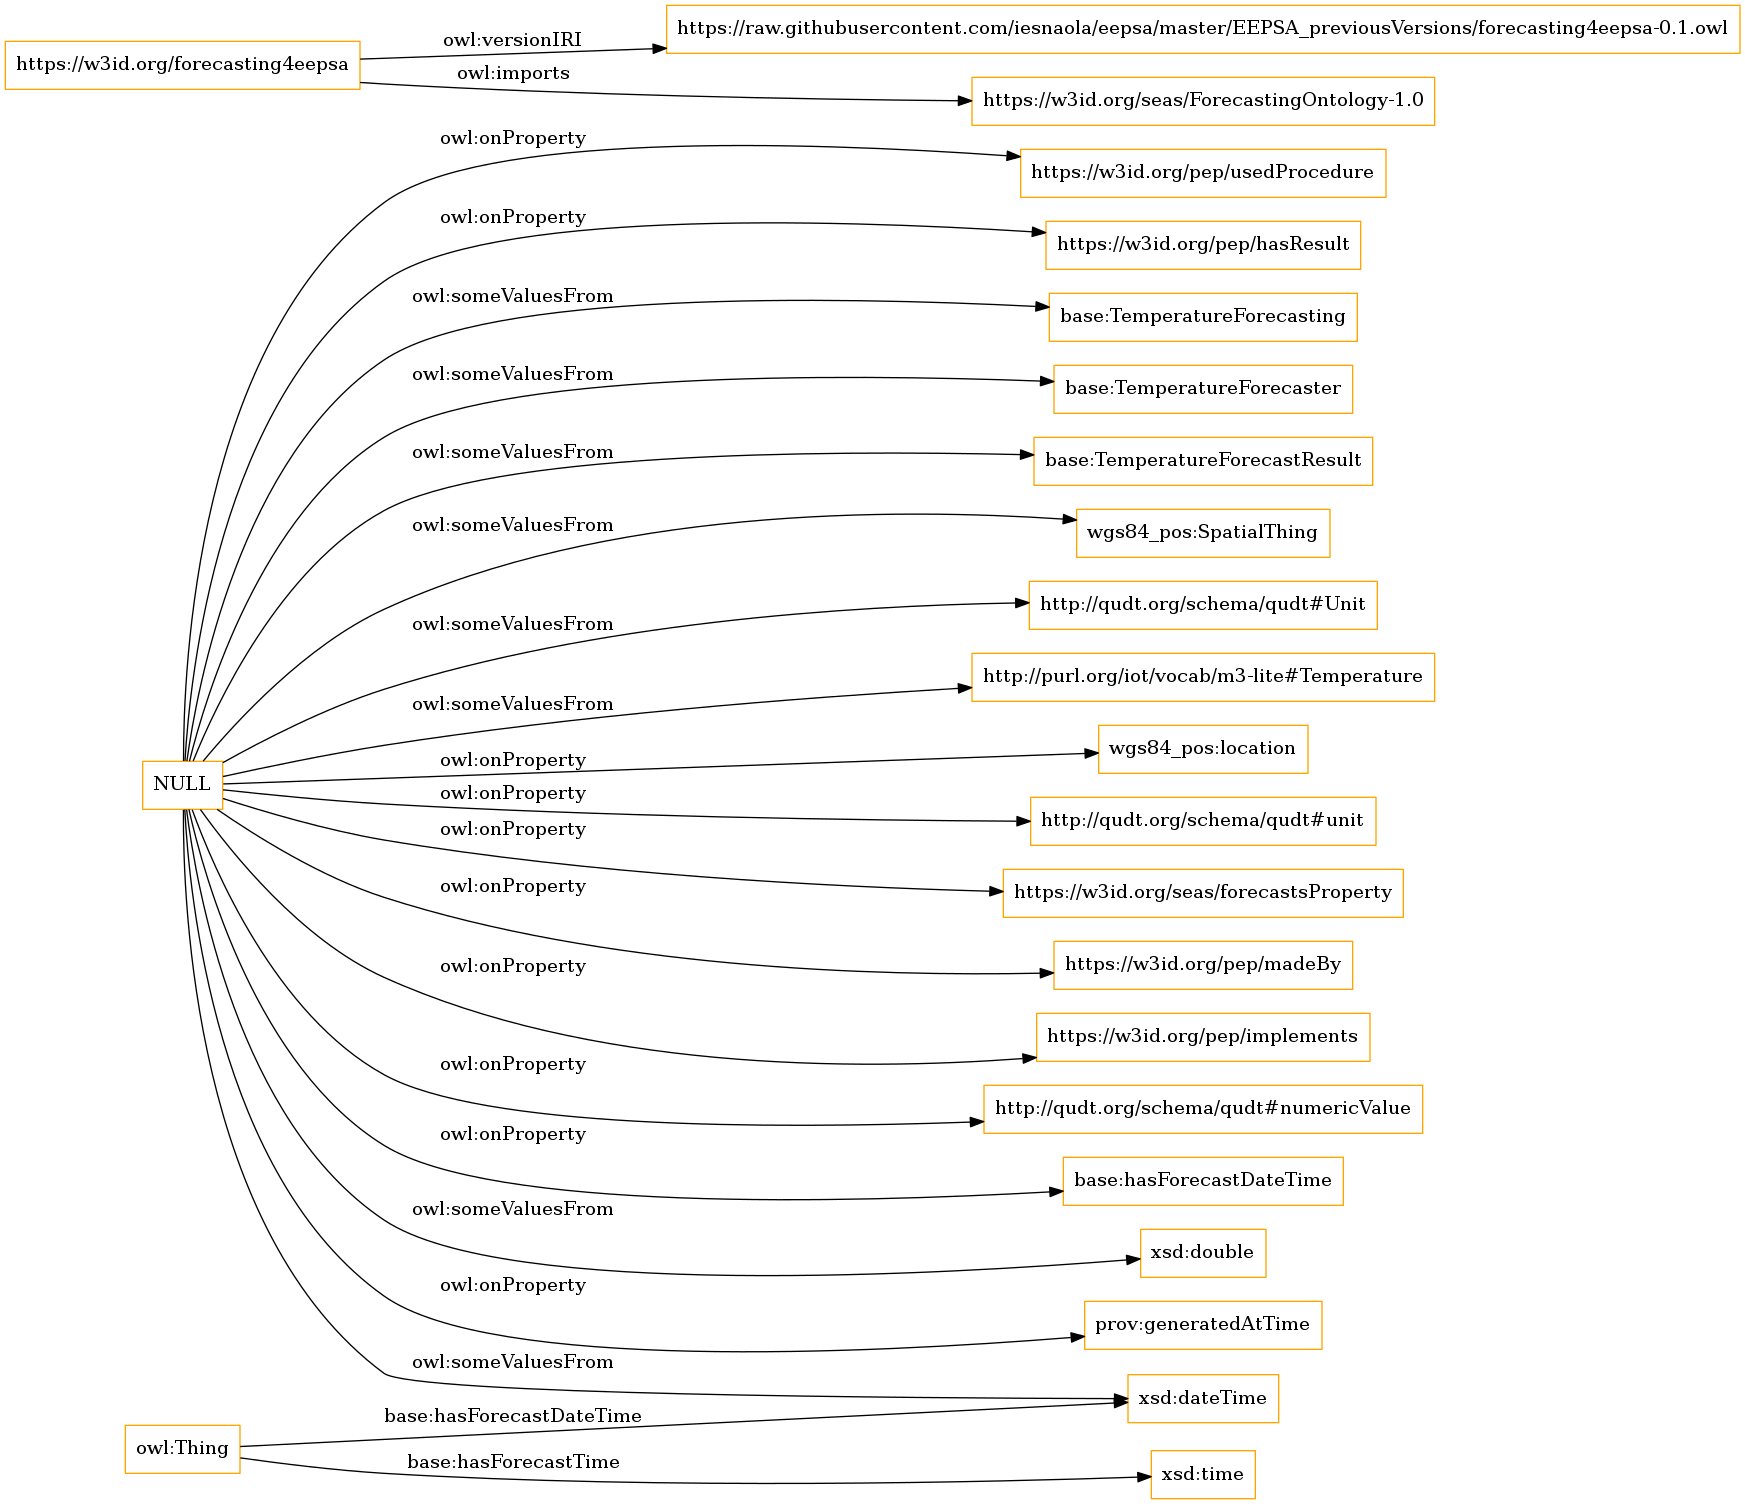 https://raw.githubusercontent.com/iesnaola/eepsa/master/EEPSA_previousVersions/forecasting4eepsa-0.1.owl
owl:versionIRI
https://w3id.org/forecasting4eepsa
owl:imports
https://w3id.org/seas/ForecastingOntology-1.0
owl:onProperty
https://w3id.org/pep/usedProcedure
owl:onProperty
https://w3id.org/pep/hasResult
owl:someValuesFrom
base:TemperatureForecasting
owl:someValuesFrom
base:TemperatureForecaster
owl:someValuesFrom
base:TemperatureForecastResult
owl:someValuesFrom
wgs84_pos:SpatialThing
owl:someValuesFrom
http://qudt.org/schema/qudt#Unit
owl:someValuesFrom
http://purl.org/iot/vocab/m3-lite#Temperature
owl:onProperty
wgs84_pos:location
NULL
owl:onProperty
http://qudt.org/schema/qudt#unit
owl:onProperty
https://w3id.org/seas/forecastsProperty
owl:onProperty
https://w3id.org/pep/madeBy
owl:onProperty
https://w3id.org/pep/implements
owl:onProperty
http://qudt.org/schema/qudt#numericValue
owl:onProperty
base:hasForecastDateTime
owl:someValuesFrom
xsd:double
owl:onProperty
prov:generatedAtTime
owl:someValuesFrom
xsd:dateTime
base:hasForecastDateTime
owl:Thing
base:hasForecastTime
xsd:time